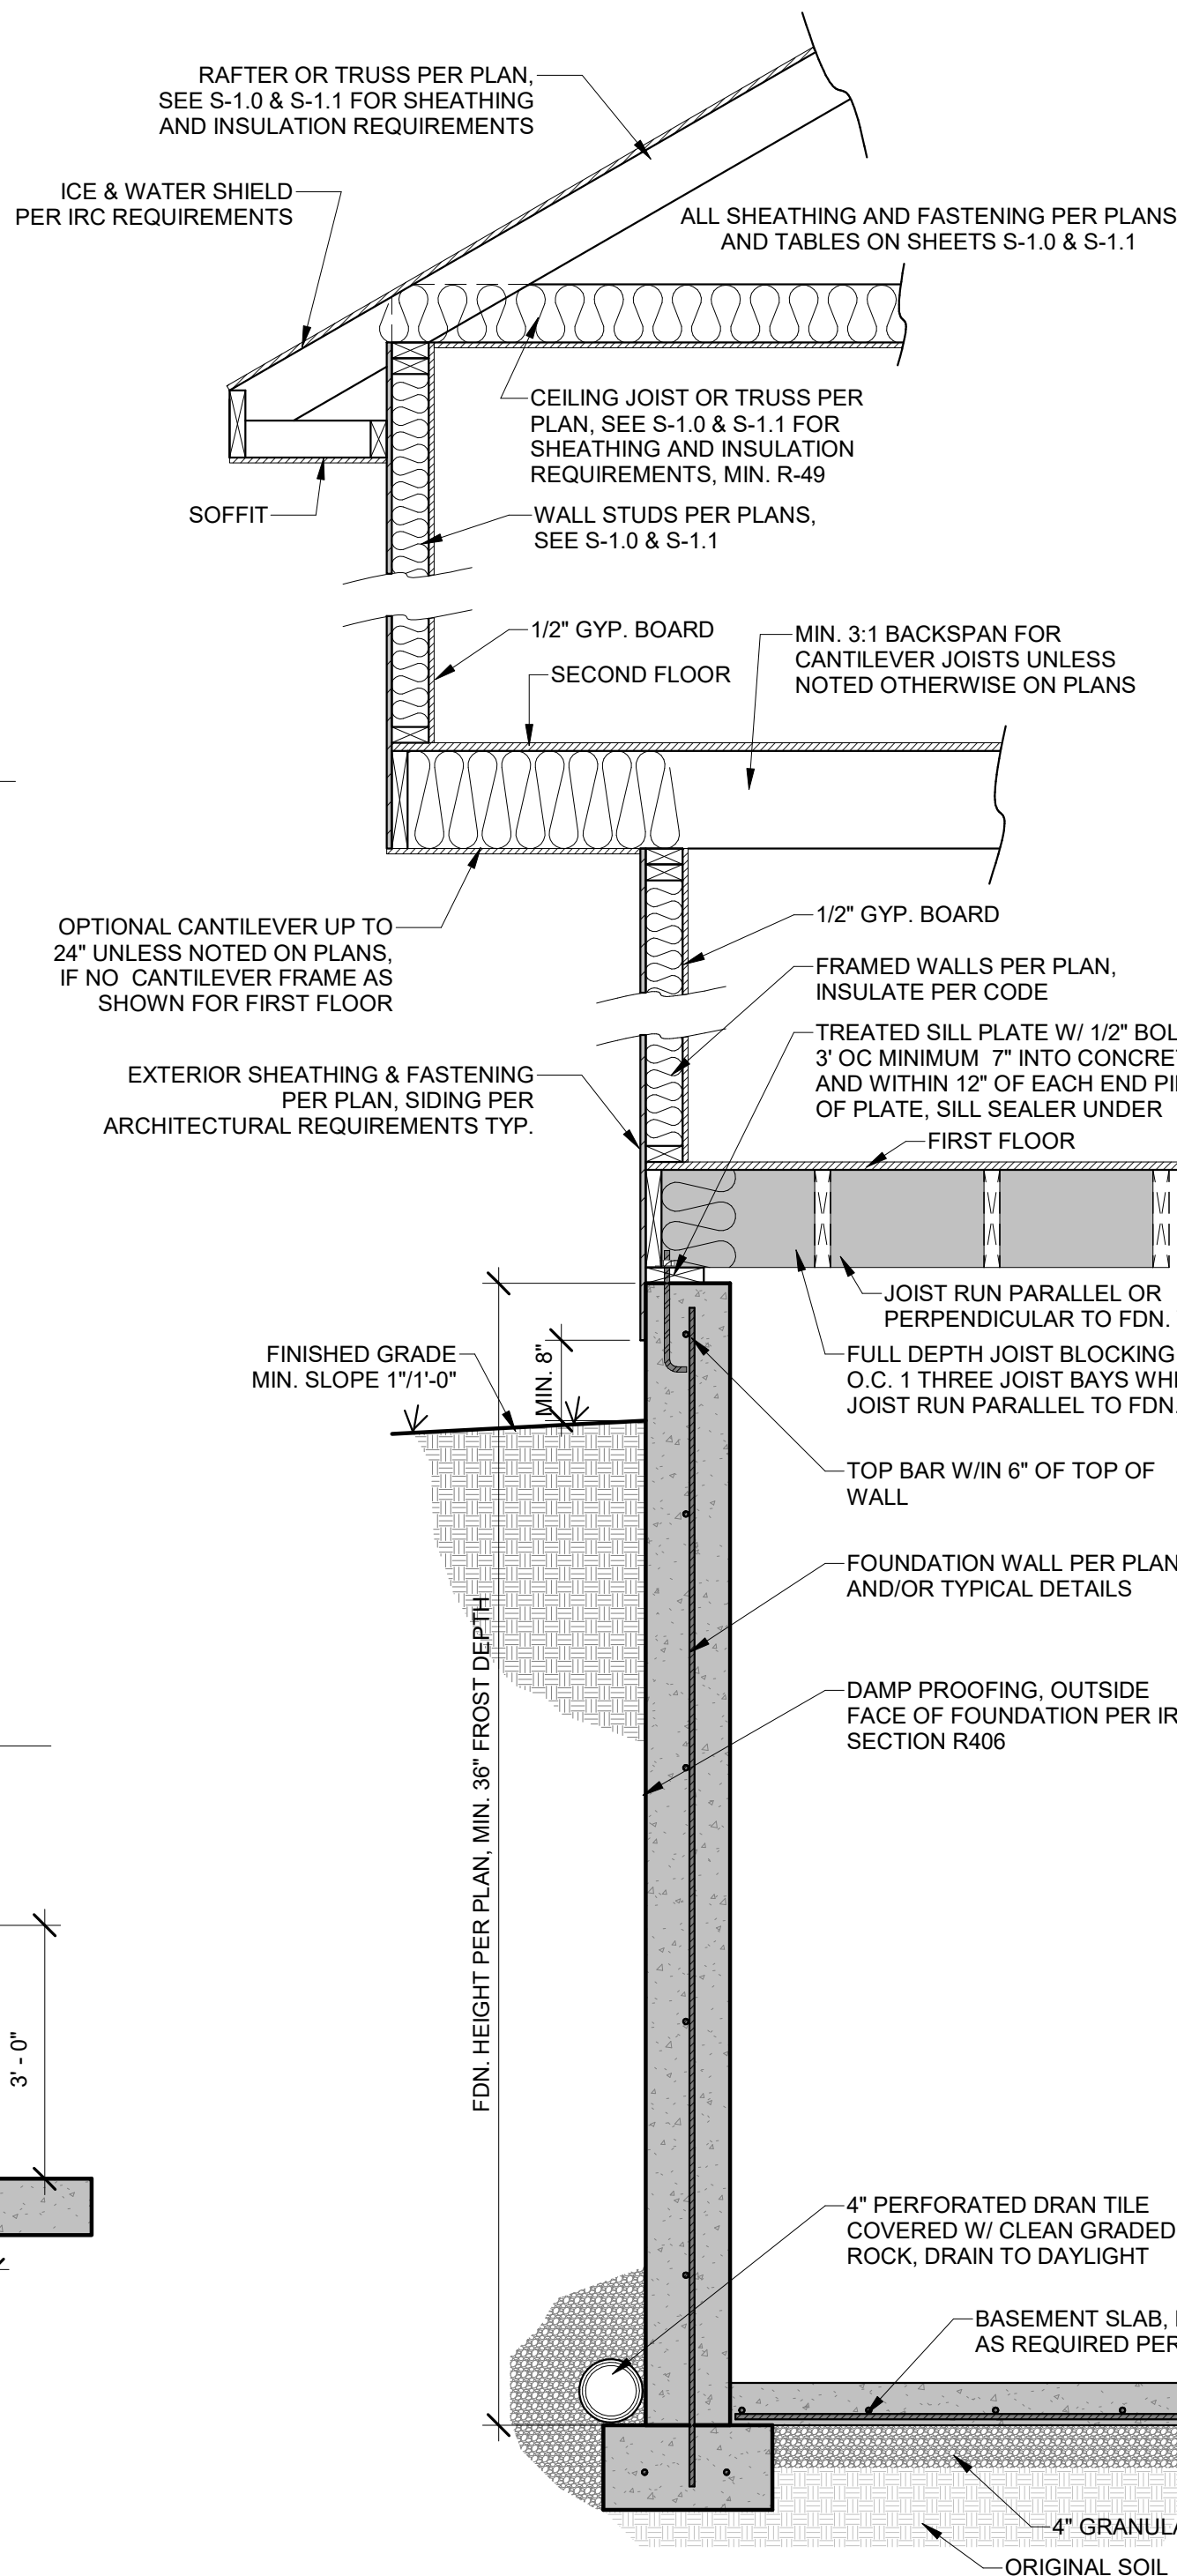 RAFTER OR TRUSS PER PLAN,
SEE S-1.0 & S-1.1 FOR SHEATHING
AND INSULATION REQUIREMENTS
ICE & WATER SHIELD
PER IRC REQUIREMENTS
ALL SHEATHING AND FASTENING PER PLANS
AND TABLES ON SHEETS S-1.0 & S-1.1
CEILING JOIST OR TRUSS PER
PLAN, SEE S-1.0 & S-1.1 FOR
SHEATHING AND INSULATION
REQUIREMENTS, MIN. R-49
SOFFIT
WALL STUDS PER PLANS,
SEE S-1.0 & S-1.1
1/2" GYP. BOARD
SECOND FLOOR
MIN. 3:1 BACKSPAN FOR
CANTILEVER JOISTS UNLESS
NOTED OTHERWISE ON PLANS
OPTIONAL CANTILEVER UP TO
24" UNLESS NOTED ON PLANS,
IF NO CANTILEVER FRAME AS
SHOWN FOR FIRST FLOOR
1/2" GYP. BOARD
FRAMED WALLS PER PLAN,
INSULATE PER CODE
TREATED SILL PLATE W/ 1/2"
3' OC MINIMUM 7" INTO
AND WITHIN 12" OF EACH END
OF PLATE, SILL SEALER UNDER
EXTERIOR SHEATHING & FASTENING
PER PLAN, SIDING PER
ARCHITECTURAL REQUIREMENTS TYP.
FIRST FLOOR
JOIST RUN PARALLEL OR
PERPENDICULAR TO FDN.
FULL DEPTH JOIST BLOCKING
O.C. 1 THREE JOIST BAYS
JOIST RUN PARALLEL TO FDN.
FINISHED GRADE
MIN. SLOPE 1"/1'-0"
MIN. 8"
TOP BAR W/IN 6" OF TOP OF
WALL
FOUNDATION WALL PER PLAN
AND/OR TYPICAL DETAILS
DAMP PROOFING, OUTSIDE
FACE OF FOUNDATION PER
SECTION R406
FDN. HEIGHT PER PLAN, MIN. 36" FROST DEPTH
3' - 0"
4" PERFORATED DRAN TILE
COVERED W/ CLEAN GRADED
ROCK, DRAIN TO DAYLIGHT
BASEMENT SLAB,
AS REQUIRED PER
4"
ORIGINAL SOIL